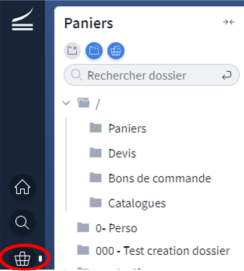 Paniers
Rechercher dossier
/
Paniers
Devis
Bons de commande
Catalogues
0- Perso
000 - Test creation dossier